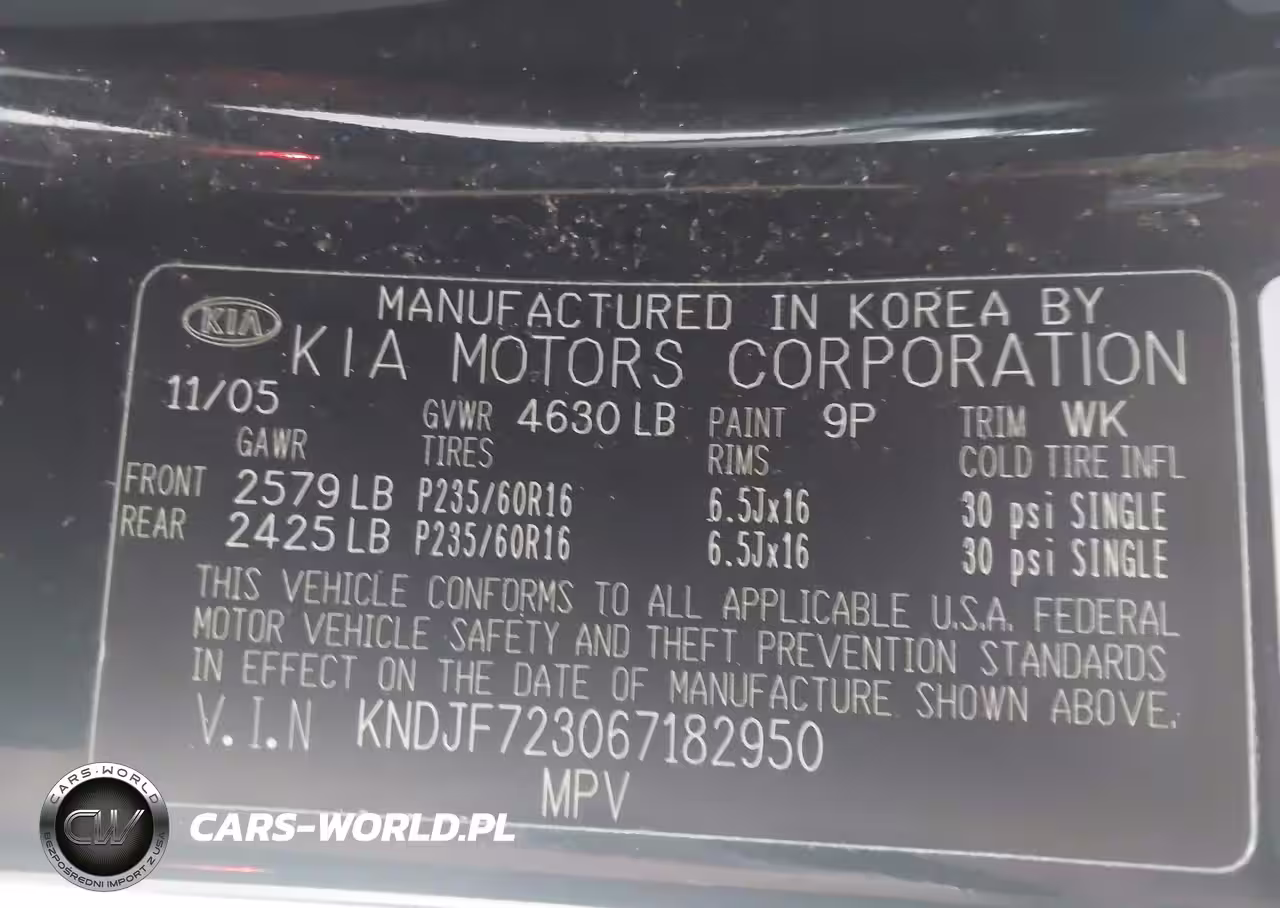 KIA
MANUFACTURED IN KOREA BY
KIA MOTORS CORPORATION
11/05 GVWR 4630 LB PAINT 9P TRIM WK
GAWR TIRES RIMS COLD TIRE INFL
FRONT 2579 LB P235/60R16 6.5Jx16 30 psi SINGLE
REAR 2425 LB P235/60R16 6.5Jx16 30 psi SINGLE
THIS VEHICLE CONFORMS TO ALL APPLICABLE U.S.A. FEDERAL
MOTOR VEHICLE SAFETY AND THEFT PREVENTION STANDARDS
IN EFFECT ON THE DATE OF MANUFACTURE SHOWN ABOVE.
V.I.N KNDJF723067182950
MPV
CARS-WORLD
CW
BEZPOŚREDNI IMPORT Z USA
CARS-WORLD.PL